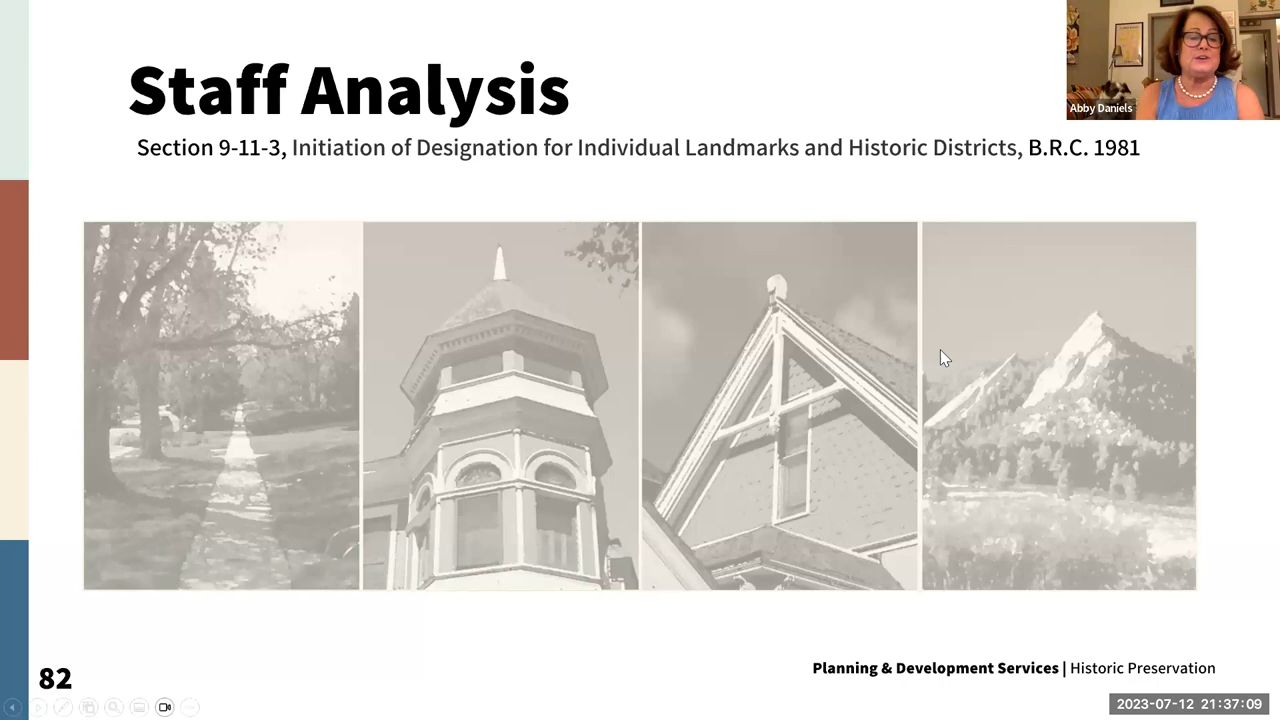 Staff Analysis
Abby Daniels
Section 9-11-3, Initiation of Designation for Individual Landmarks and Historic Districts, B.R.C. 1981
82
Planning & Development Services | Historic Preservation
2023-07-12 21:37:09